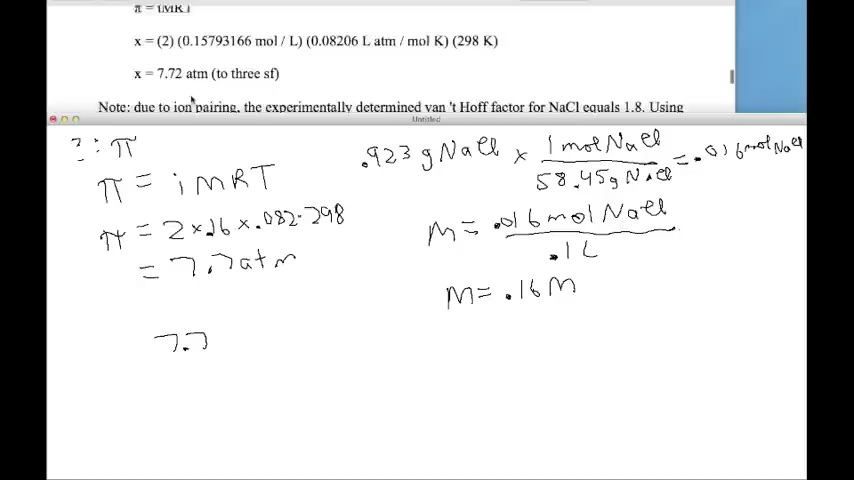 π = iMRT
x = (2) (0.15793166 mol / L) (0.08206 L atm / mol K) (298 K)
x = 7.72 atm (to three sf)
Note: due to ion pairing, the experimentally determined van 't Hoff factor for NaCl equals 1.8. Using
Untitled
? : π
π = iMRT
π = 2 × .16 × .082 · 298
= 7.7 atm
7.7
.923 g NaCl × 1 mol NaCl / 58.45 g NaCl = .016 mol NaCl
M = .016 mol NaCl / .1 L
M = .16 M